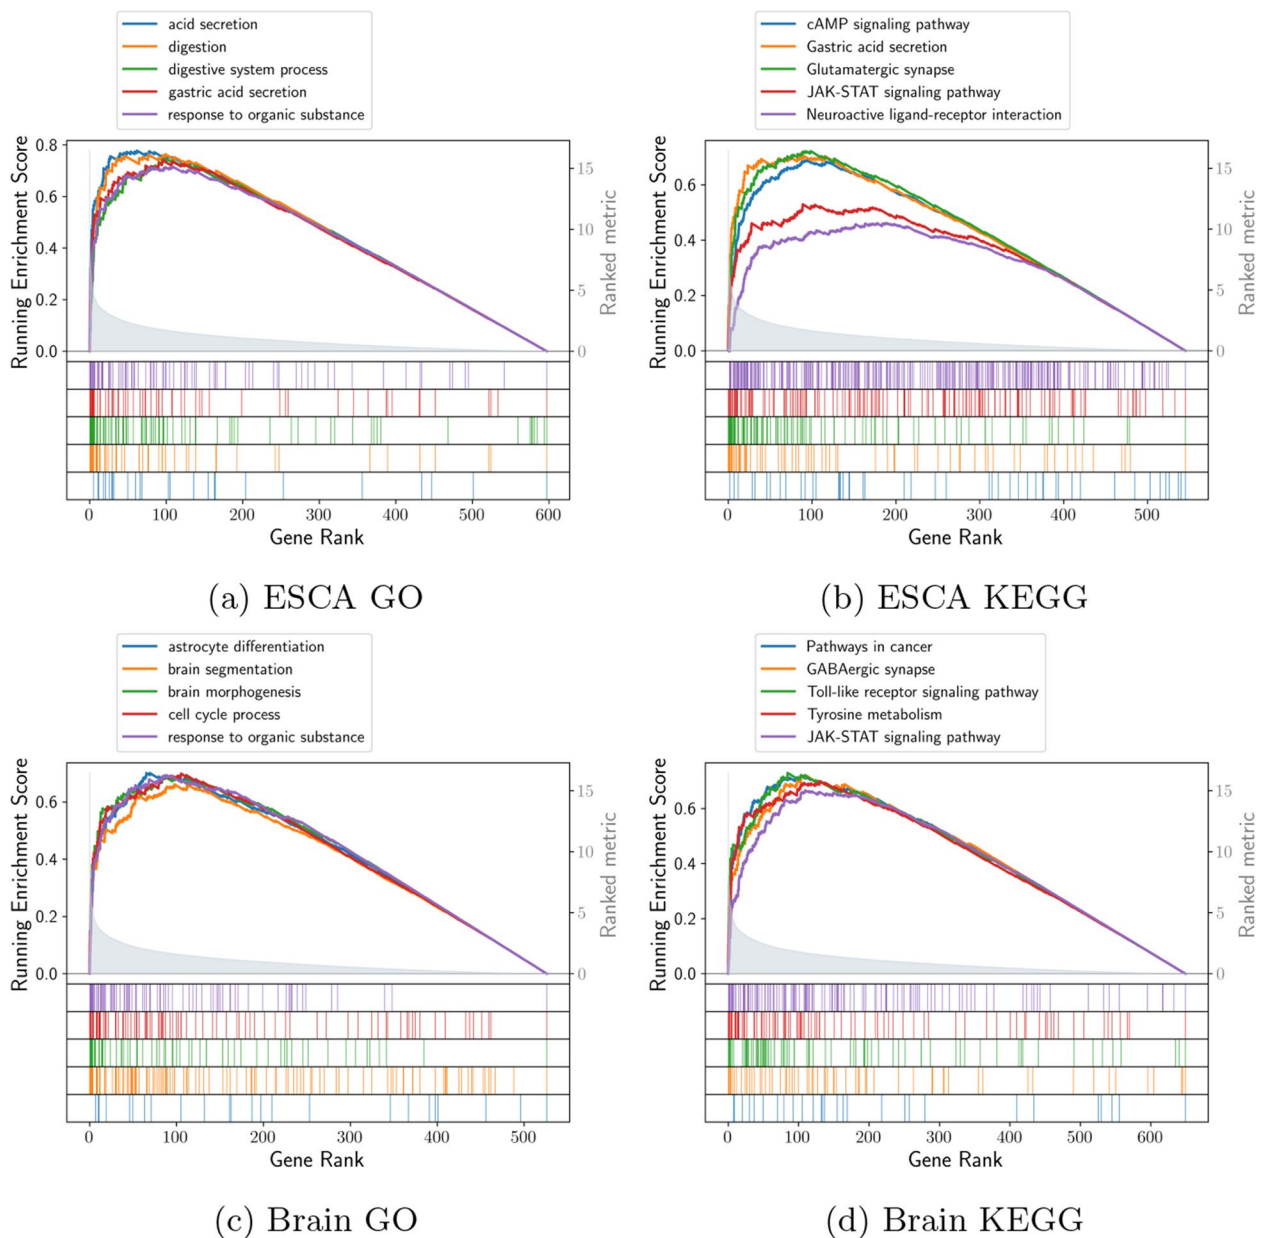 acid secretion
digestion
digestive system process
gastric acid secretion
response to organic substance
0.8
0.6
0.4
0.2
0.0
Running Enrichment Score
15
10
5
0
Ranked metric
0 100 200 300 400 500 600
Gene Rank
(a) ESCA GO
cAMP signaling pathway
Gastric acid secretion
Glutamatergic synapse
JAK-STAT signaling pathway
Neuroactive ligand-receptor interaction
0.6
0.4
0.2
0.0
Running Enrichment Score
15
10
5
0
Ranked metric
0 100 200 300 400 500
Gene Rank
(b) ESCA KEGG
astrocyte differentiation
brain segmentation
brain morphogenesis
cell cycle process
response to organic substance
0.6
0.4
0.2
0.0
Running Enrichment Score
15
10
5
0
Ranked metric
0 100 200 300 400 500
Gene Rank
(c) Brain GO
Pathways in cancer
GABAergic synapse
Toll-like receptor signaling pathway
Tyrosine metabolism
JAK-STAT signaling pathway
0.6
0.4
0.2
0.0
Running Enrichment Score
15
10
5
0
Ranked metric
0 100 200 300 400 500 600
Gene Rank
(d) Brain KEGG